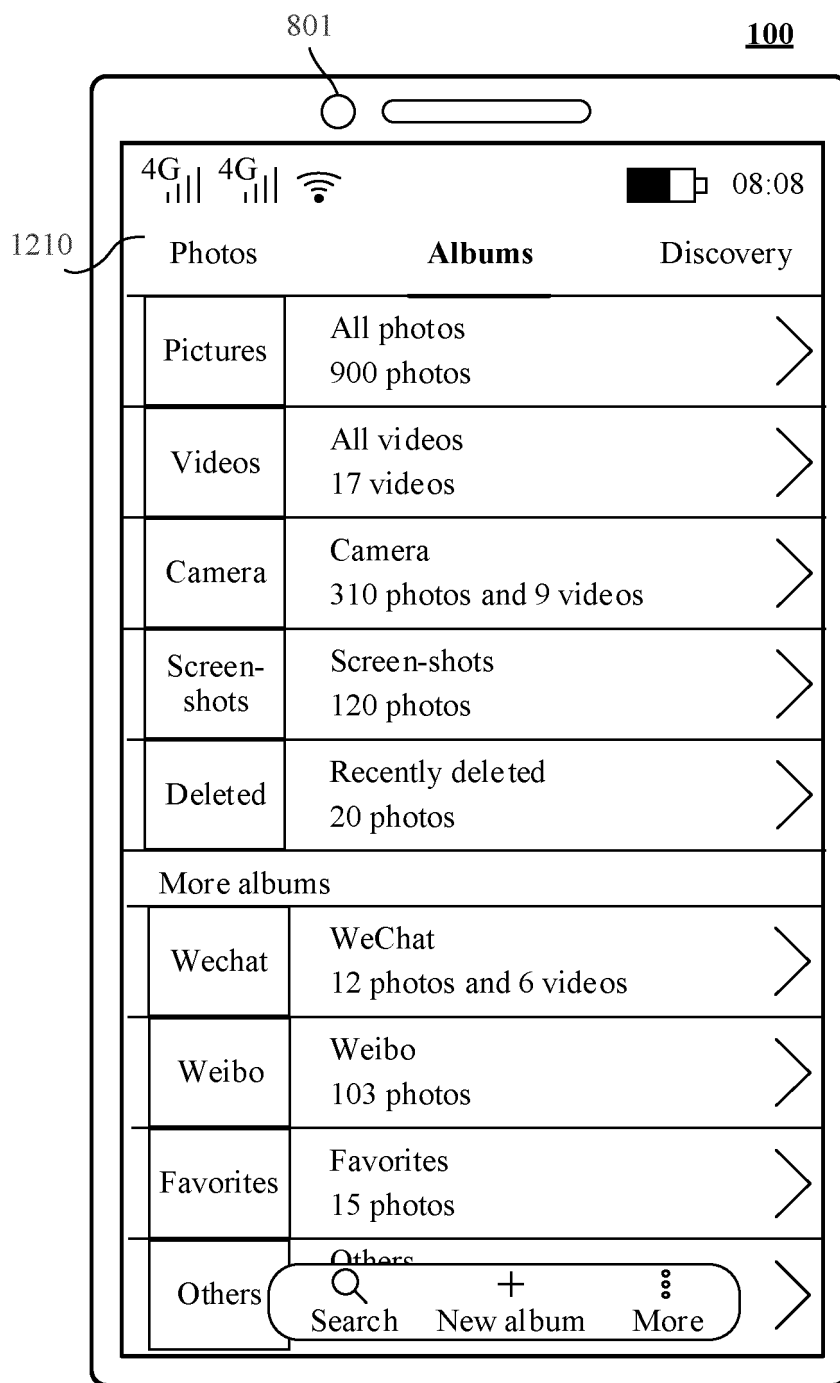 801
100
4G 4G 08:08
1210
Photos Albums Discovery
Pictures
All photos
900 photos
Videos
All videos
17 videos
Camera
Camera
310 photos and 9 videos
Screen-
shots
Screen-shots
120 photos
Deleted
Recently deleted
20 photos
More albums
Wechat
WeChat
12 photos and 6 videos
Weibo
Weibo
103 photos
Favorites
Favorites
15 photos
Others
Others
Search New album More